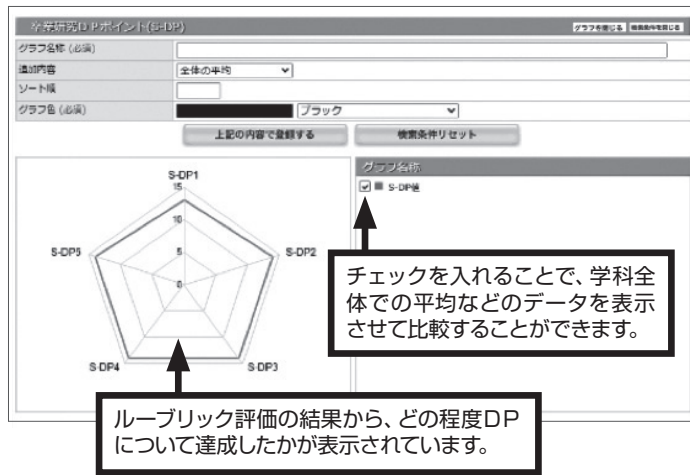 卒業研究DPポイント(S-DP)
グラフを閉じる 検索条件を閉じる
グラフ名称 (必須)
追加内容 全体の平均
ソート順
グラフ色 (必須) ブラック
上記の内容で登録する 検索条件リセット
グラフ名称
S-DP値
S-DP1
15
10
5
0
S-DP5
S-DP2
S-DP4
S-DP3
チェックを入れることで、学科全
体での平均などのデータを表示
させて比較することができます。
ルーブリック評価の結果から、どの程度DP
について達成したかが表示されています。